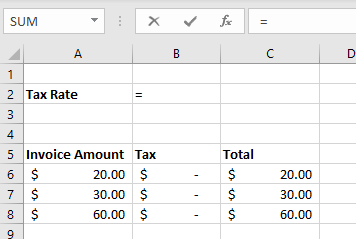 SUM fx =
A B C D
1
2 Tax Rate =
3
4
5 Invoice Amount Tax Total
6 $ 20.00 $ - $ 20.00
7 $ 30.00 $ - $ 30.00
8 $ 60.00 $ - $ 60.00
9